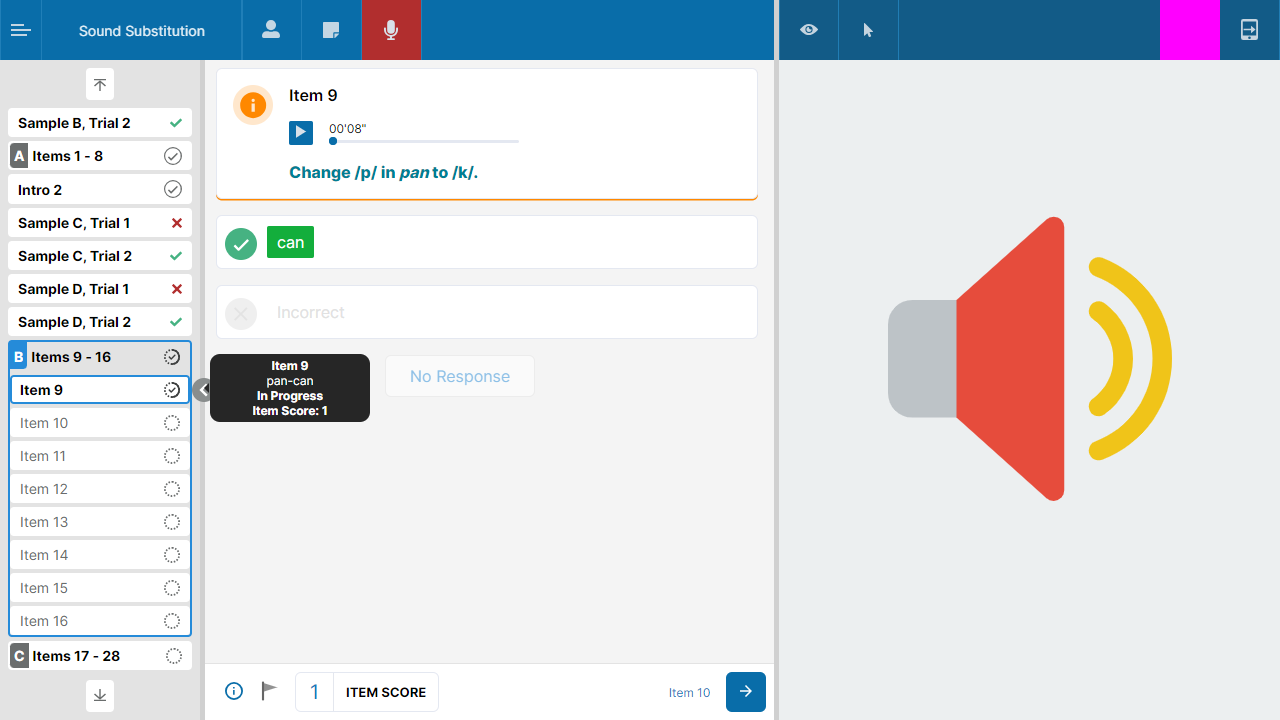 Sound Substitution
Sample B, Trial 2
A Items 1 - 8
Intro 2
Sample C, Trial 1
Sample C, Trial 2
Sample D, Trial 1
Sample D, Trial 2
B Items 9 - 16
Item 9
Item 10
Item 11
Item 12
Item 13
Item 14
Item 15
Item 16
C Items 17 - 28
Item 9
00'08"
Change /p/ in pan to /k/.
can
Incorrect
Item 9
pan-can
In Progress
Item Score: 1
No Response
1 ITEM SCORE
Item 10